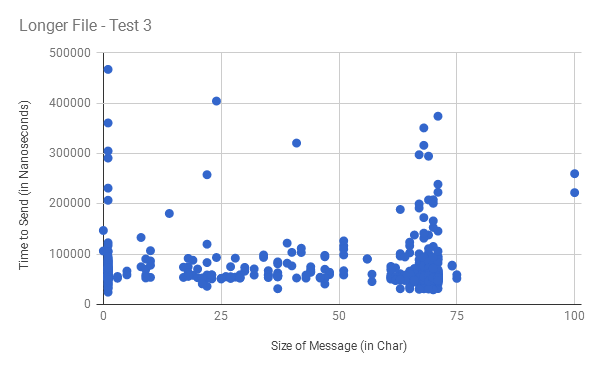 Longer File - Test 3
500000
400000
300000
200000
100000
0
Time to Send (in Nanoseconds)
0 25 50 75 100
Size of Message (in Char)